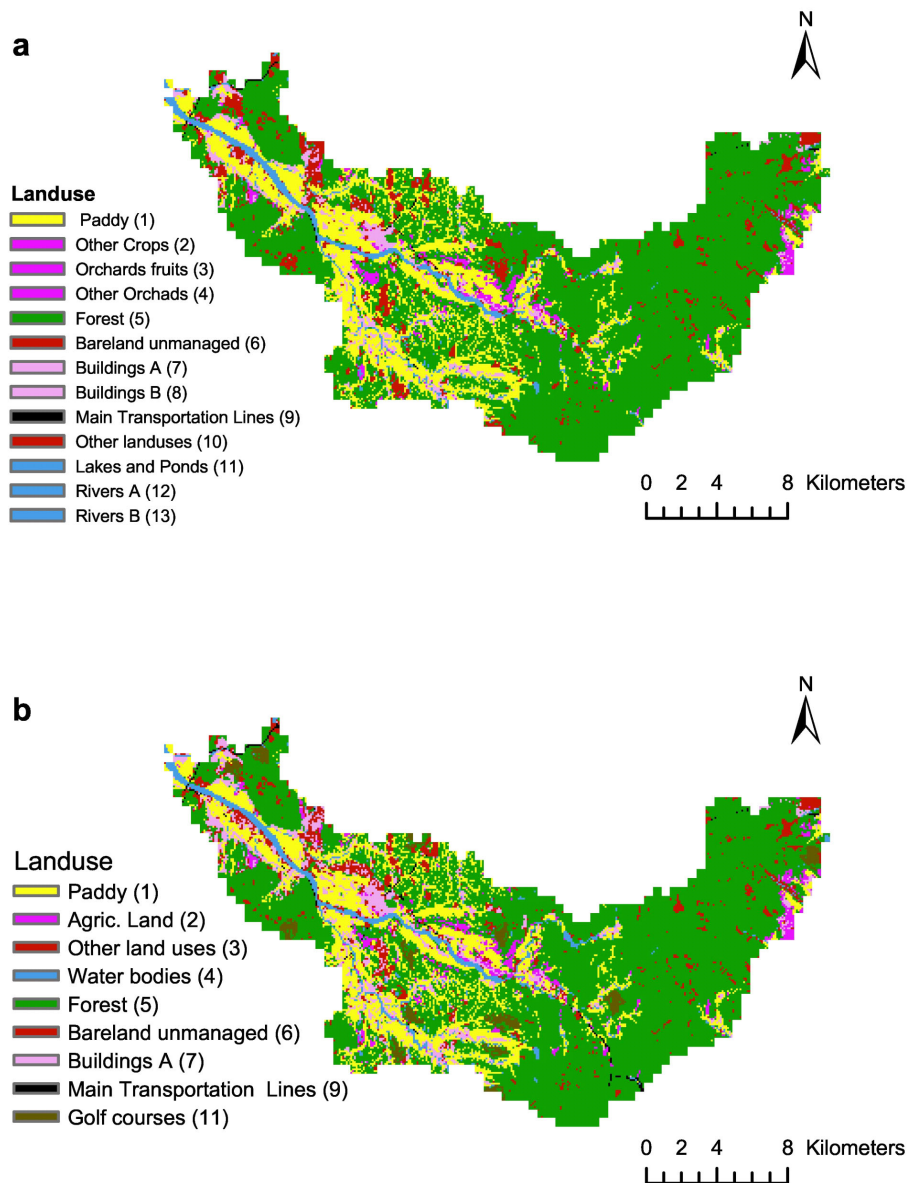 a
N
Landuse
Paddy (1)
Other Crops (2)
Orchards fruits (3)
Other Orchads (4)
Forest (5)
Bareland unmanaged (6)
Buildings A (7)
Buildings B (8)
Main Transportation Lines (9)
Other landuses (10)
Lakes and Ponds (11)
Rivers A (12)
Rivers B (13)
0 2 4 8 Kilometers
b
N
Landuse
Paddy (1)
Agric. Land (2)
Other land uses (3)
Water bodies (4)
Forest (5)
Bareland unmanaged (6)
Buildings A (7)
Main Transportation Lines (9)
Golf courses (11)
0 2 4 8 Kilometers